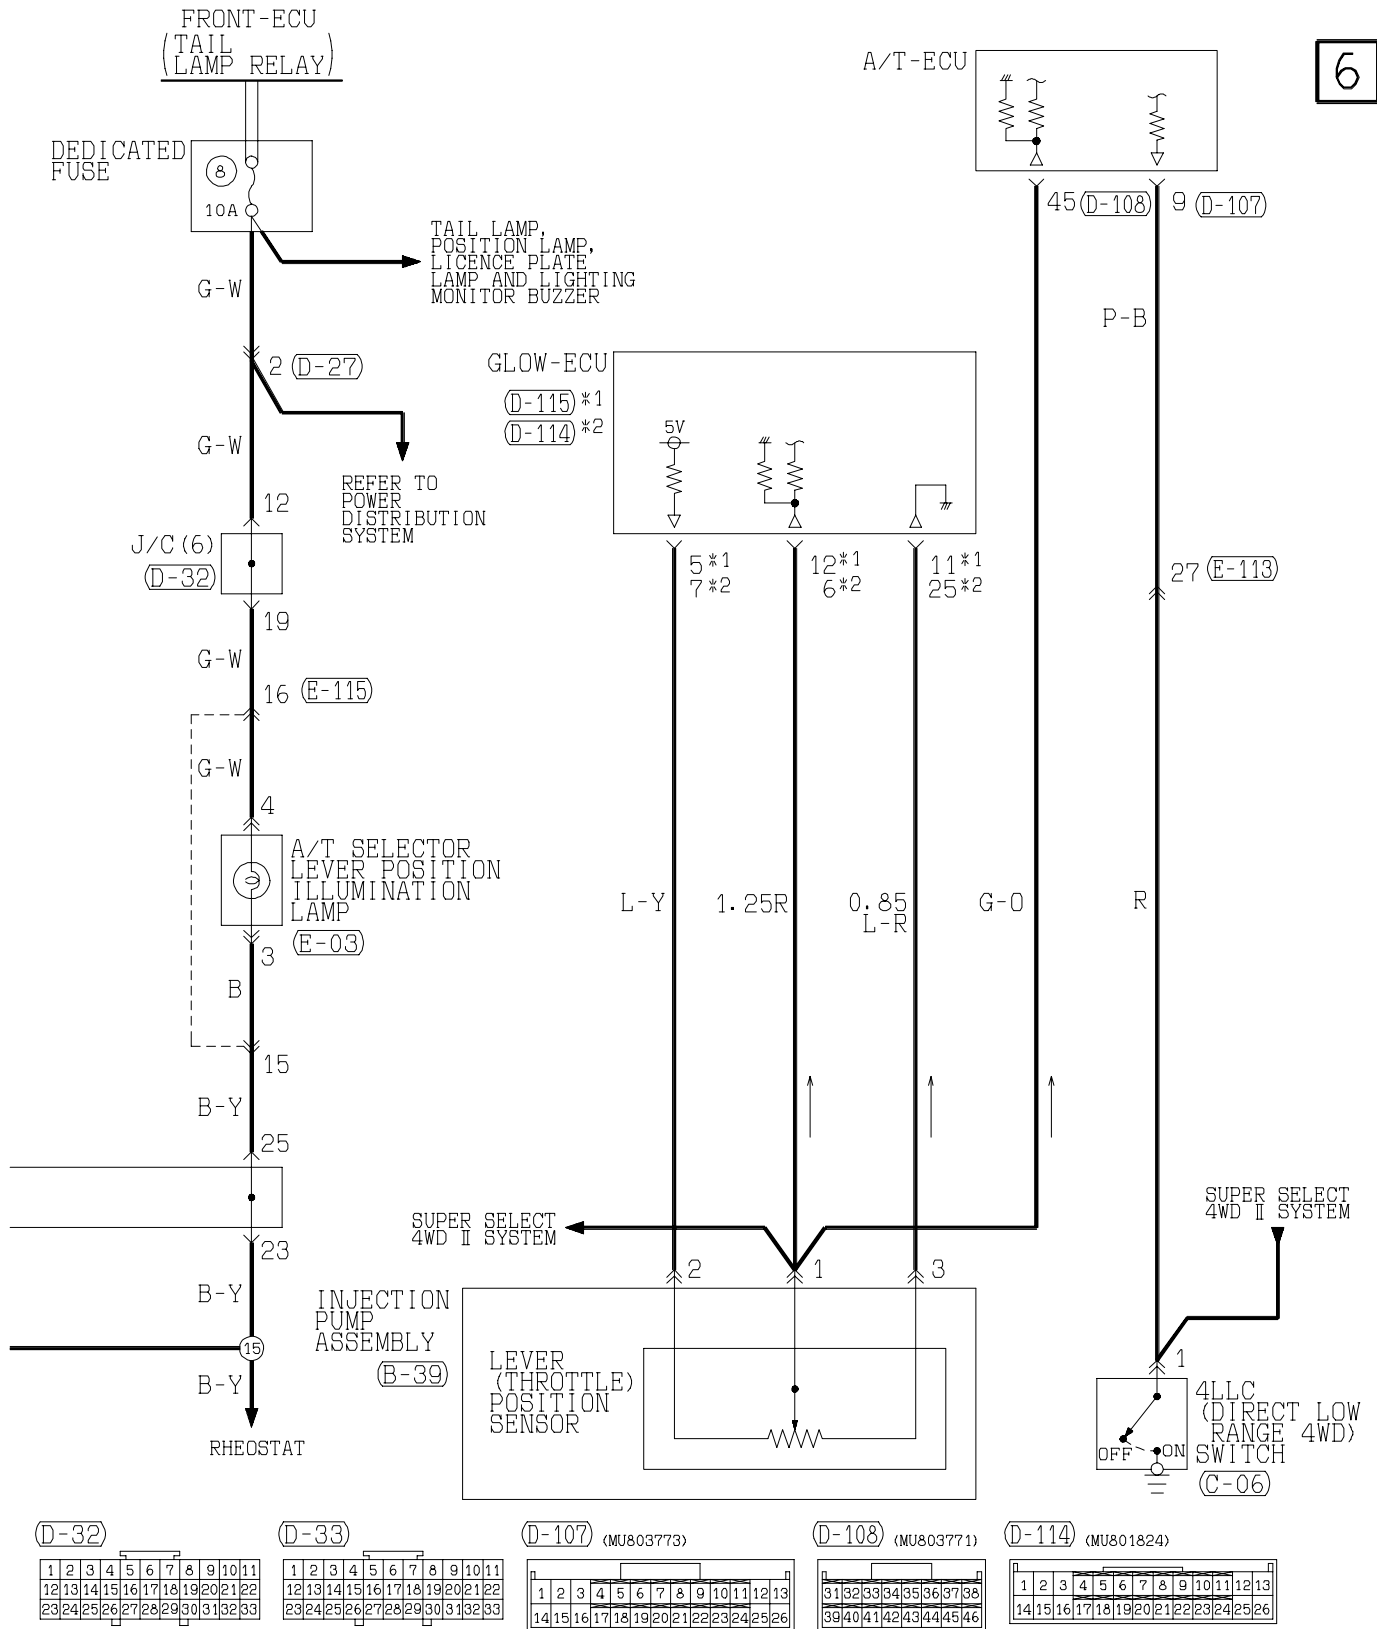 FRONT-ECU
(TAIL
LAMP RELAY)
A/T-ECU
6
DEDICATED
FUSE
8
10A
45 (D-108)
9 (D-107)
TAIL LAMP,
POSITION LAMP,
LICENCE PLATE
LAMP AND LIGHTING
MONITOR BUZZER
G-W
P-B
2 (D-27)
GLOW-ECU
(D-115) *1
(D-114) *2
5V
G-W
REFER TO
POWER
DISTRIBUTION
SYSTEM
12
J/C(6)
(D-32)
5*1
7*2
12*1
6*2
11*1
25*2
27 (E-113)
19
G-W
16 (E-115)
G-W
4
A/T SELECTOR
LEVER POSITION
ILLUMINATION
LAMP
(E-03)
L-Y
1.25R
0.85
L-R
G-O
R
3
B
15
B-Y
25
SUPER SELECT
4WD II SYSTEM
SUPER SELECT
4WD II SYSTEM
23
2
1
3
B-Y
INJECTION
PUMP
ASSEMBLY
(B-39)
15
LEVER
(THROTTLE)
POSITION
SENSOR
1
B-Y
4LLC
(DIRECT LOW
RANGE 4WD)
SWITCH
OFF
ON
(C-06)
RHEOSTAT
(D-32)
1 2 3 4 5 6 7 8 9 10 11
12 13 14 15 16 17 18 19 20 21 22
23 24 25 26 27 28 29 30 31 32 33
(D-33)
1 2 3 4 5 6 7 8 9 10 11
12 13 14 15 16 17 18 19 20 21 22
23 24 25 26 27 28 29 30 31 32 33
(D-107) (MU803773)
1 2 3 4 5 6 7 8 9 10 11 12 13
14 15 16 17 18 19 20 21 22 23 24 25 26
(D-108) (MU803771)
31 32 33 34 35 36 37 38
39 40 41 42 43 44 45 46
(D-114) (MU801824)
1 2 3 4 5 6 7 8 9 10 11 12 13
14 15 16 17 18 19 20 21 22 23 24 25 26